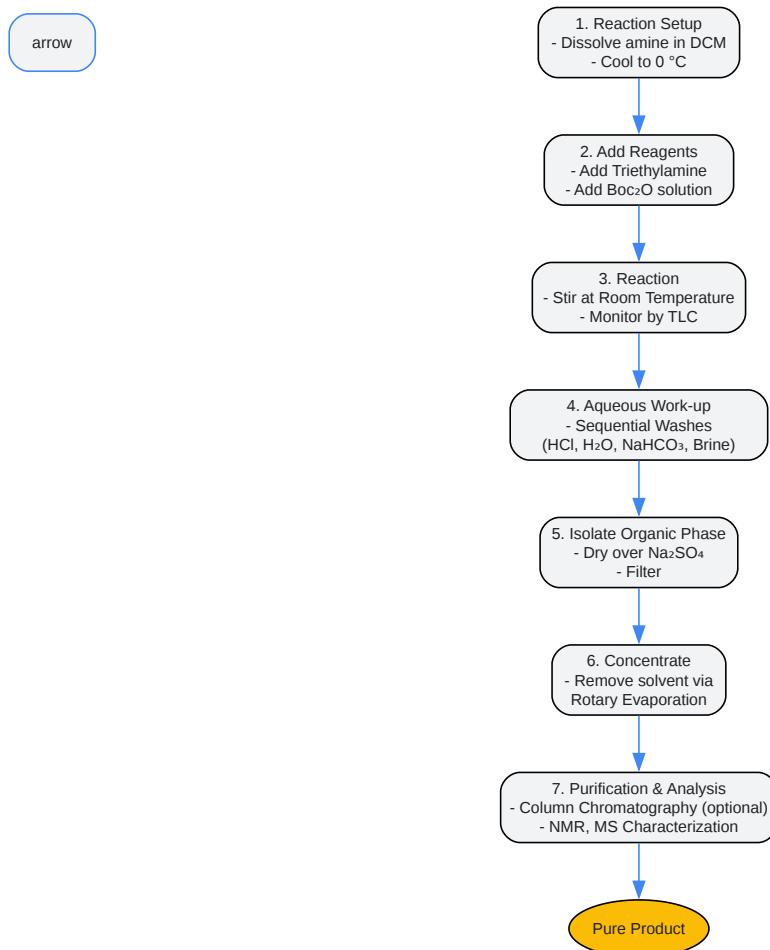 arrow
1. Reaction Setup
- Dissolve amine in DCM
- Cool to 0 °C
2. Add Reagents
- Add Triethylamine
- Add Boc₂O solution
3. Reaction
- Stir at Room Temperature
- Monitor by TLC
4. Aqueous Work-up
- Sequential Washes
(HCl, H₂O, NaHCO₃, Brine)
5. Isolate Organic Phase
- Dry over Na₂SO₄
- Filter
6. Concentrate
- Remove solvent via
Rotary Evaporation
7. Purification & Analysis
- Column Chromatography (optional)
- NMR, MS Characterization
Pure Product